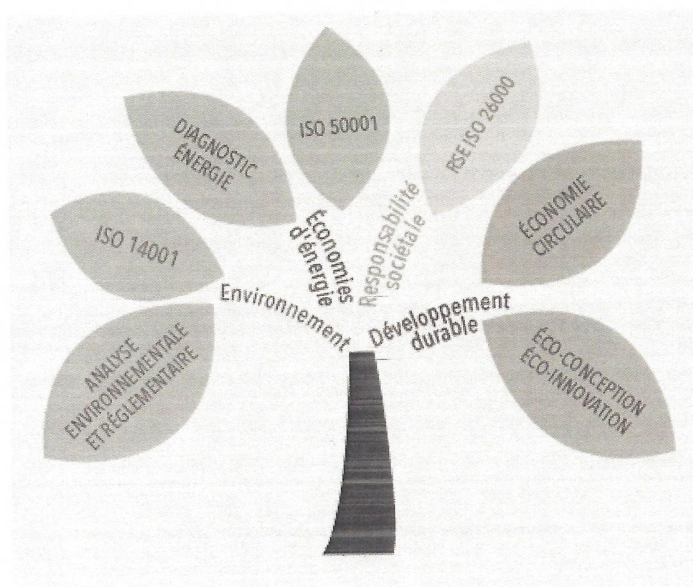 ISO 50001
RSE ISO 26000
DIAGNOSTIC
ÉNERGIE
ÉCONOMIE
CIRCULAIRE
ISO 14001
Économies
d'énergie
Responsabilité
sociétale
Environnement
Développement
durable
ANALYSE
ENVIRONNEMENTALE
ET RÉGLEMENTAIRE
ÉCO-CONCEPTION
ÉCO-INNOVATION